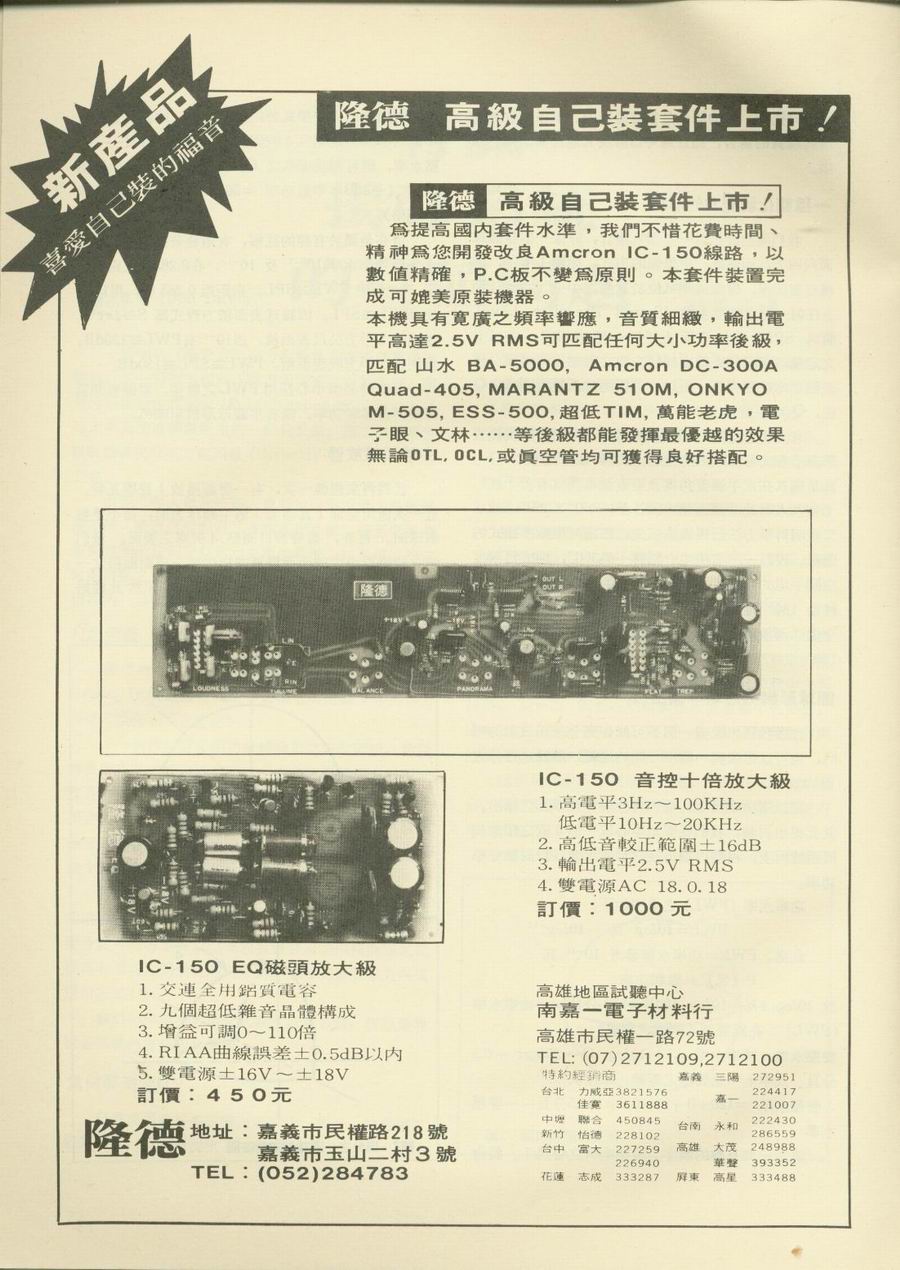 新產品
喜愛自己裝的福音
隆德 高級自己裝套件上市！
隆德 高級自己裝套件上市！
為提高國內套件水準，我們不惜花費時間、
精神為您開發改良Amcron IC-150線路，以
數值精確，P.C板不變為原則。本套件裝置完
成可媲美原裝機器。
本機具有寬廣之頻率響應，音質細緻，輸出電
平高達2.5V RMS可匹配任何大小功率後級，
匹配 山水 BA-5000, Amcron DC-300A
Quad-405, MARANTZ 510M, ONKYO
M-505, ESS-500, 超低TIM, 萬能老虎，電
子眼、文林……等後級都能發揮最優越的效果
無論OTL, OCL, 或眞空管均可獲得良好搭配。
隆德
OUT L
OUT R
+18V
-18V
L.IN
R.IN
LOUDNESS
VOLUME
BALANCE
PANORAMA
FLAT
TREP
IC-150 音控十倍放大級
1. 高電平3Hz～100KHz
低電平10Hz～20KHz
2. 高低音較正範圍±16dB
3. 輸出電平2.5V RMS
4. 雙電源AC 18.0.18
訂價：1000元
IC-150 EQ磁頭放大級
1. 交連全用鉭質電容
2. 九個超低雜音晶體構成
3. 增益可調0～110倍
4. RIAA曲線誤差±0.5dB以內
5. 雙電源±16V～±18V
訂價：450元
隆德 地址：嘉義市民權路218號
嘉義市玉山二村3號
TEL：(052)284783
高雄地區試聽中心
南嘉一電子材料行
高雄市民權一路72號
TEL: (07)2712109,2712100
特約經銷商
嘉義 三陽 272951
台北 力威亞 3821576
佳寶 3611888
嘉一 224417
221007
中壢 聯合 450845
新竹 怡德 228102
台南 永和 222430
286559
台中 富大 227259
226940
高雄 大茂 248988
華聲 393352
花蓮 志成 333287
屏東 高星 333488